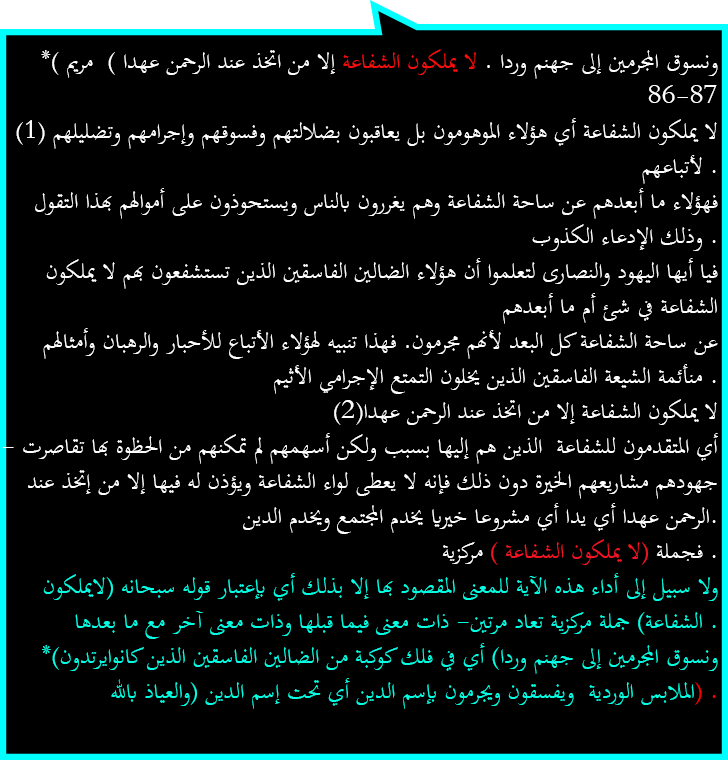 ونسوق المجرمين إلى جهنم وردا . لا يملكون الشفاعة إلا من اتخذ عند الرحمن عهدا ) مريم )*
86-87
لا يملكون الشفاعة أي هؤلاء الموهومون بل يعاقبون بضلالتهم وفسوقهم وإجرامهم وتضليلهم (1)
. لأتباعهم
فهؤلاء ما أبعدهم عن ساحة الشفاعة وهم يغررون بالناس ويستحوذون على أموالهم بهذا التقول
. وذلك الإدعاء الكذوب
فيا أيها اليهود والنصارى لتعلموا أن هؤلاء الضالين الفاسقين الذين تستشفعون بهم لا يملكون
الشفاعة في شئ أم ما أبعدهم
عن ساحة الشفاعة كل البعد لأنهم مجرمون. فهذا تنبيه لهؤلاء الأتباع للأحبار والرهبان وأمثالهم
. منأئمة الشيعة الفاسقين الذين يخلون التمتع الإجرامي الأثيم
لا يملكون الشفاعة إلا من اتخذ عند الرحمن عهدا(2)
أي المتقدمون للشفاعة الذين هم إليها بسبب ولكن أسهمهم لم تمكنهم من الحظوة بها تقاصرت -
جهودهم مشاريعهم الخيرة دون ذلك فإنه لا يعطى لواء الشفاعة ويؤذن له فيها إلا من إتخذ عند
.الرحمن عهدا أي يدا أي مشروعا خيريا يخدم المجتمع ويخدم الدين
. فجملة (لا يملكون الشفاعة ) مركزية
ولا سبيل إلى أداء هذه الآية للمعنى المقصود بها إلا بذلك أي بإعتبار قوله سبحانه (لايملكون
. الشفاعة) جملة مركزية تعاد مرتين- ذات معنى فيما قبلها وذات معنى آخر مع ما بعدها
ونسوق المجرمين إلى جهنم وردا) أي في فلك كوكبة من الضالين الفاسقين الذين كانوايرتدون)*
. (الملابس الوردية ويفسقون ويجرمون بإسم الدين أي تحت إسم الدين (والعياذ بالله